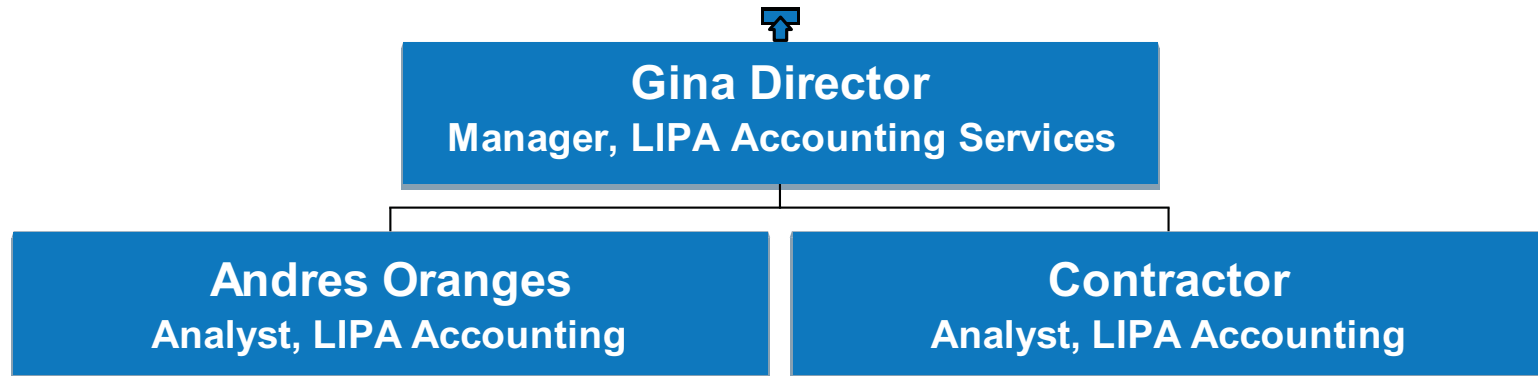 Gina Director
Manager, LIPA Accounting Services
Andres Oranges
Analyst, LIPA Accounting
Contractor
Analyst, LIPA Accounting